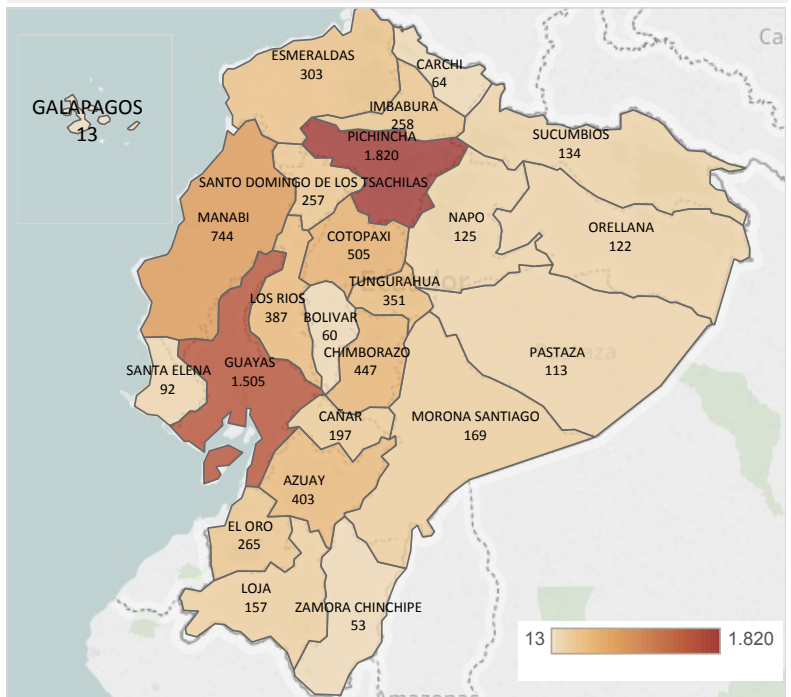 Ca
ESMERALDAS
303
CARCHI
64
GALAPAGOS
13
IMBABURA
258
SUCUMBIOS
134
PICHINCHA
1.820
SANTO DOMINGO DE LOS TSACHILAS
257
MANABI
744
NAPO
125
ORELLANA
122
COTOPAXI
505
Ecuador
TUNGURAHUA
351
LOS RIOS
387
BOLIVAR
60
CHIMBORAZO
447
PASTAZA
113
SANTA ELENA
92
GUAYAS
1.505
CAÑAR
197
MORONA SANTIAGO
169
AZUAY
403
EL ORO
265
LOJA
157
ZAMORA CHINCHIPE
53
13
1.820
Amazonas